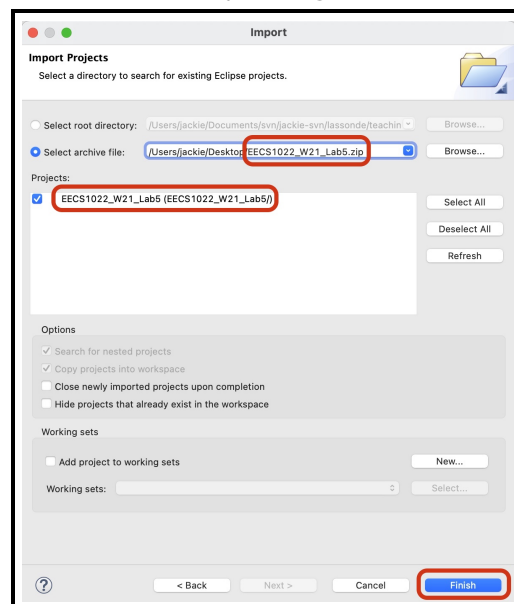 Import
Import Projects
Select a directory to search for existing Eclipse projects.
Select root directory: /Users/jackie/Documents/svn/jackie-svn/lassonde/teachin Browse...
Select archive file: /Users/jackie/Desktop/EECS1022_W21_Lab5.zip Browse...
Projects:
EECS1022_W21_Lab5 (EECS1022_W21_Lab5/)
Select All
Deselect All
Refresh
Options
Search for nested projects
Copy projects into workspace
Close newly imported projects upon completion
Hide projects that already exist in the workspace
Working sets
Add project to working sets New...
Working sets: Select...
? < Back Next > Cancel Finish